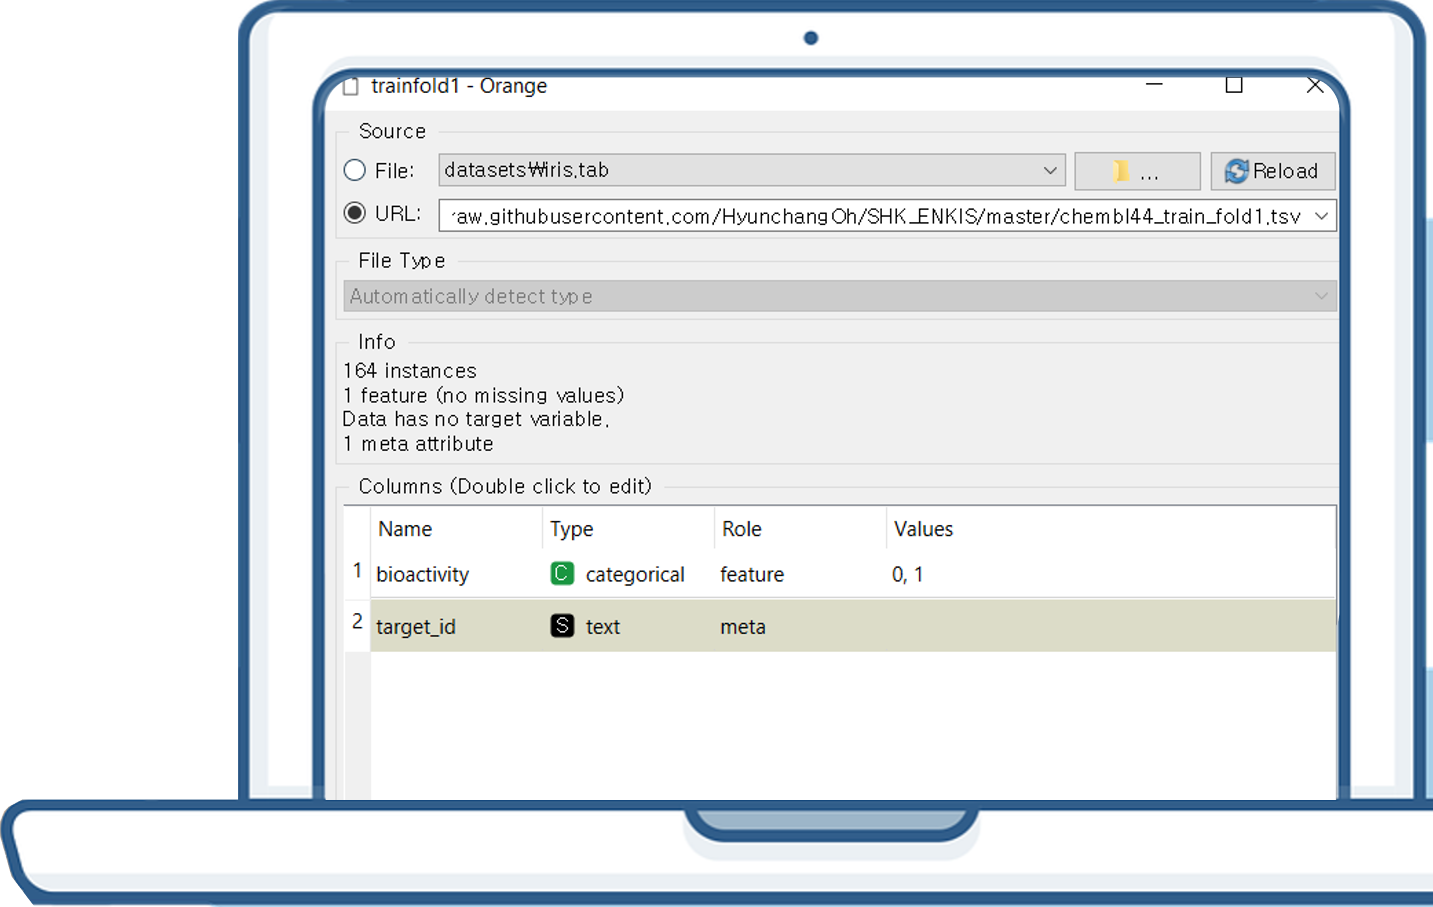 trainfold1 - Orange
Source
File: datasets₩iris.tab ... Reload
URL: raw.githubusercontent.com/HyunchangOh/SHK_ENKIS/master/chembl44_train_fold1.tsv
File Type
Automatically detect type
Info
164 instances
1 feature (no missing values)
Data has no target variable.
1 meta attribute
Columns (Double click to edit)
Name Type Role Values
1 bioactivity C categorical feature 0, 1
2 target_id S text meta